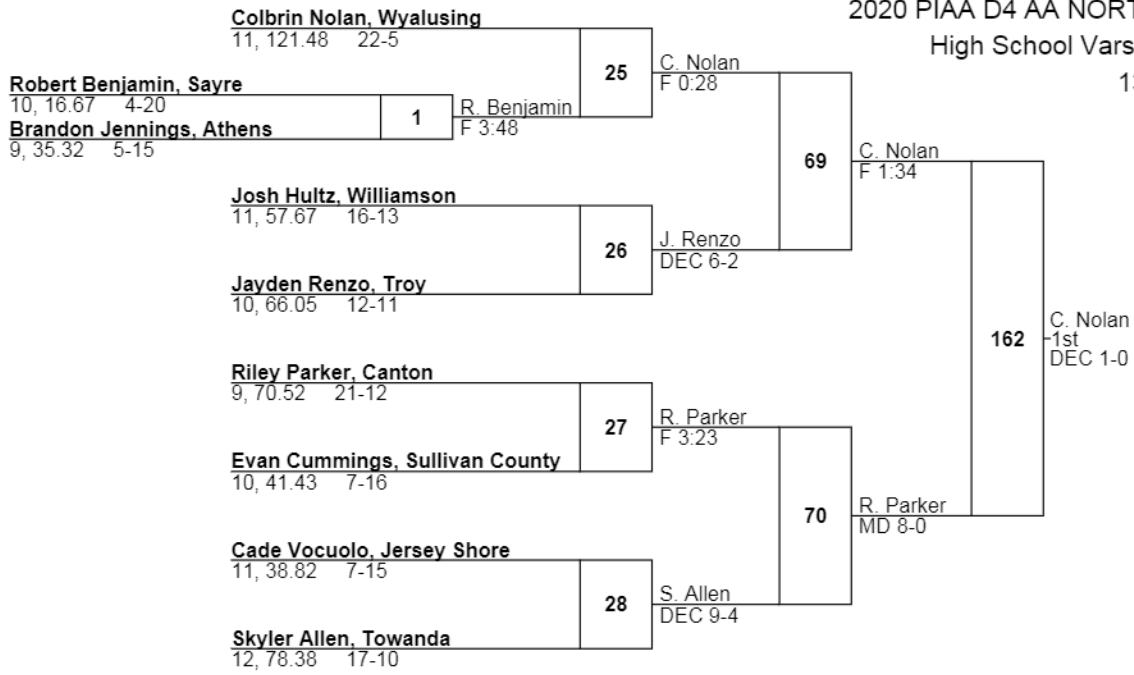 2020 PIAA D4 AA NORT
High School Vars
Colbrin Nolan, Wyalusing
11, 121.48 22-5
25
C. Nolan
F 0:28
Robert Benjamin, Sayre
10, 16.67 4-20
1
R. Benjamin
F 3:48
Brandon Jennings, Athens
9, 35.32 5-15
69
C. Nolan
F 1:34
Josh Hultz, Williamson
11, 57.67 16-13
26
J. Renzo
DEC 6-2
Jayden Renzo, Troy
10, 66.05 12-11
162
C. Nolan
1st
DEC 1-0
Riley Parker, Canton
9, 70.52 21-12
27
R. Parker
F 3:23
Evan Cummings, Sullivan County
10, 41.43 7-16
70
R. Parker
MD 8-0
Cade Vocuolo, Jersey Shore
11, 38.82 7-15
28
S. Allen
DEC 9-4
Skyler Allen, Towanda
12, 78.38 17-10